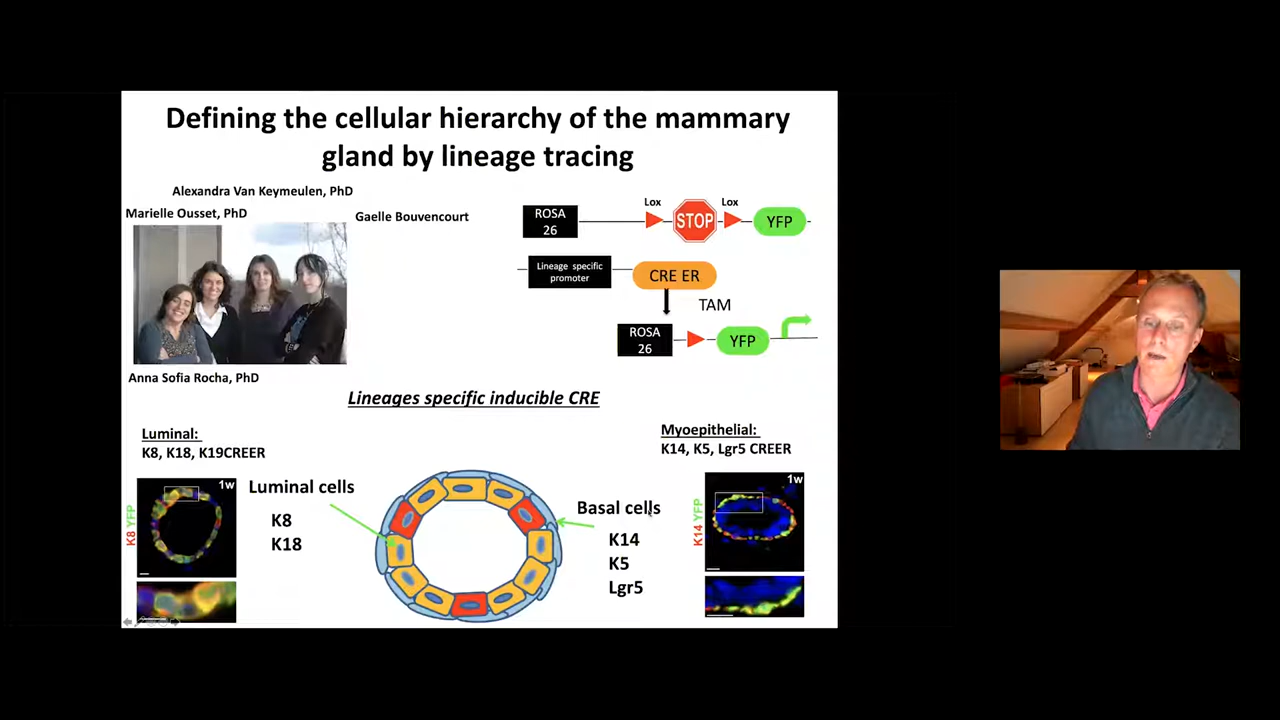 Defining the cellular hierarchy of the mammary
gland by lineage tracing
Alexandra Van Keymeulen, PhD
Marielle Ousset, PhD
Gaelle Bouvencourt
Anna Sofia Rocha, PhD
Lox
Lox
ROSA
26
STOP
YFP
Lineage specific
promoter
CRE ER
TAM
ROSA
26
YFP
Lineages specific inducible CRE
Luminal:
K8, K18, K19CREER
1w
K8 YFP
Luminal cells
K8
K18
Basal cells
K14
K5
Lgr5
Myoepithelial:
K14, K5, Lgr5 CREER
1w
K14 YFP